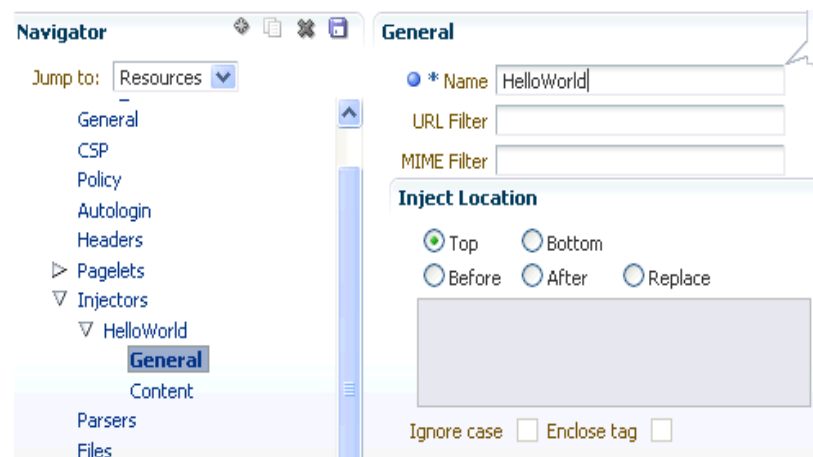 Navigator
Jump to: Resources
General
CSP
Policy
Autologin
Headers
Pagelets
Injectors
HelloWorld
General
Content
Parsers
Files
General
* Name HelloWorld
URL Filter
MIME Filter
Inject Location
Top Bottom
Before After Replace
Ignore case Enclose tag